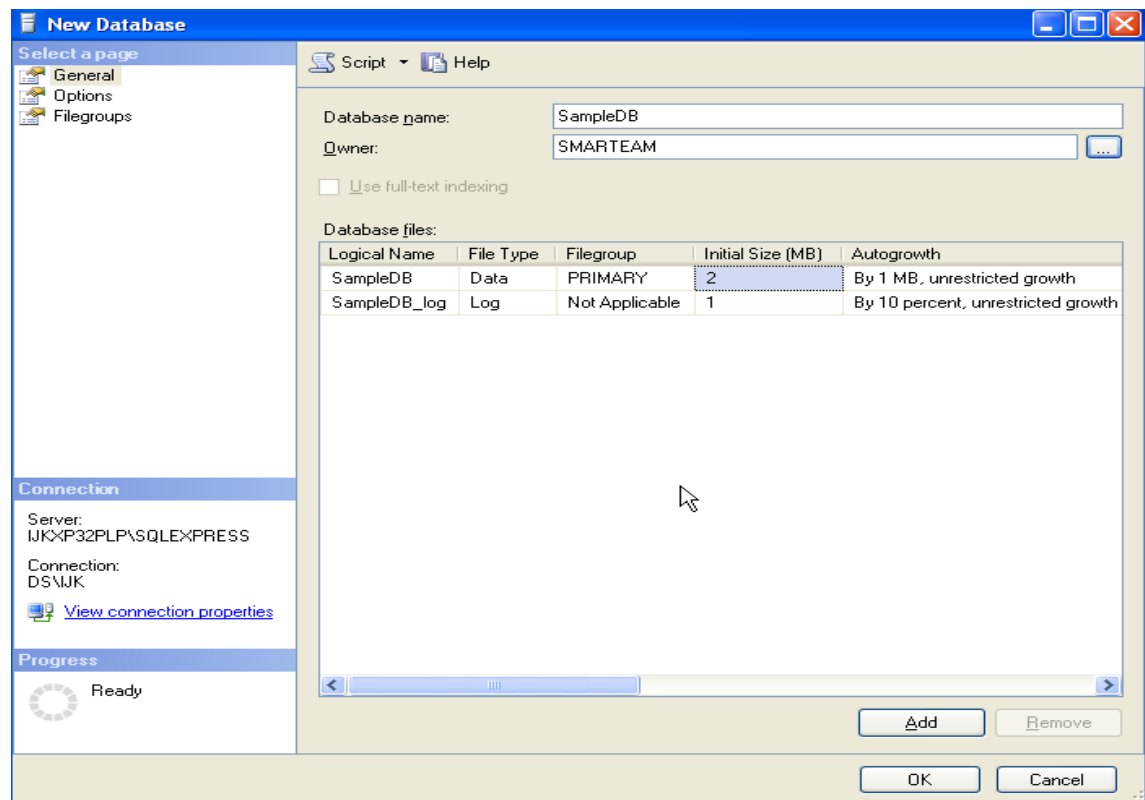 New Database
Select a page
General
Options
Filegroups
Script
Help
Database name:
SampleDB
Owner:
SMARTEAM
...
Use full-text indexing
Database files:
Logical Name File Type Filegroup Initial Size (MB) Autogrowth
SampleDB Data PRIMARY 2 By 1 MB, unrestricted growth
SampleDB_log Log Not Applicable 1 By 10 percent, unrestricted growth
Connection
Server:
IJKXP32PLP\SQLEXPRESS
Connection:
DS\IJK
View connection properties
Progress
Ready
Add Remove
OK Cancel